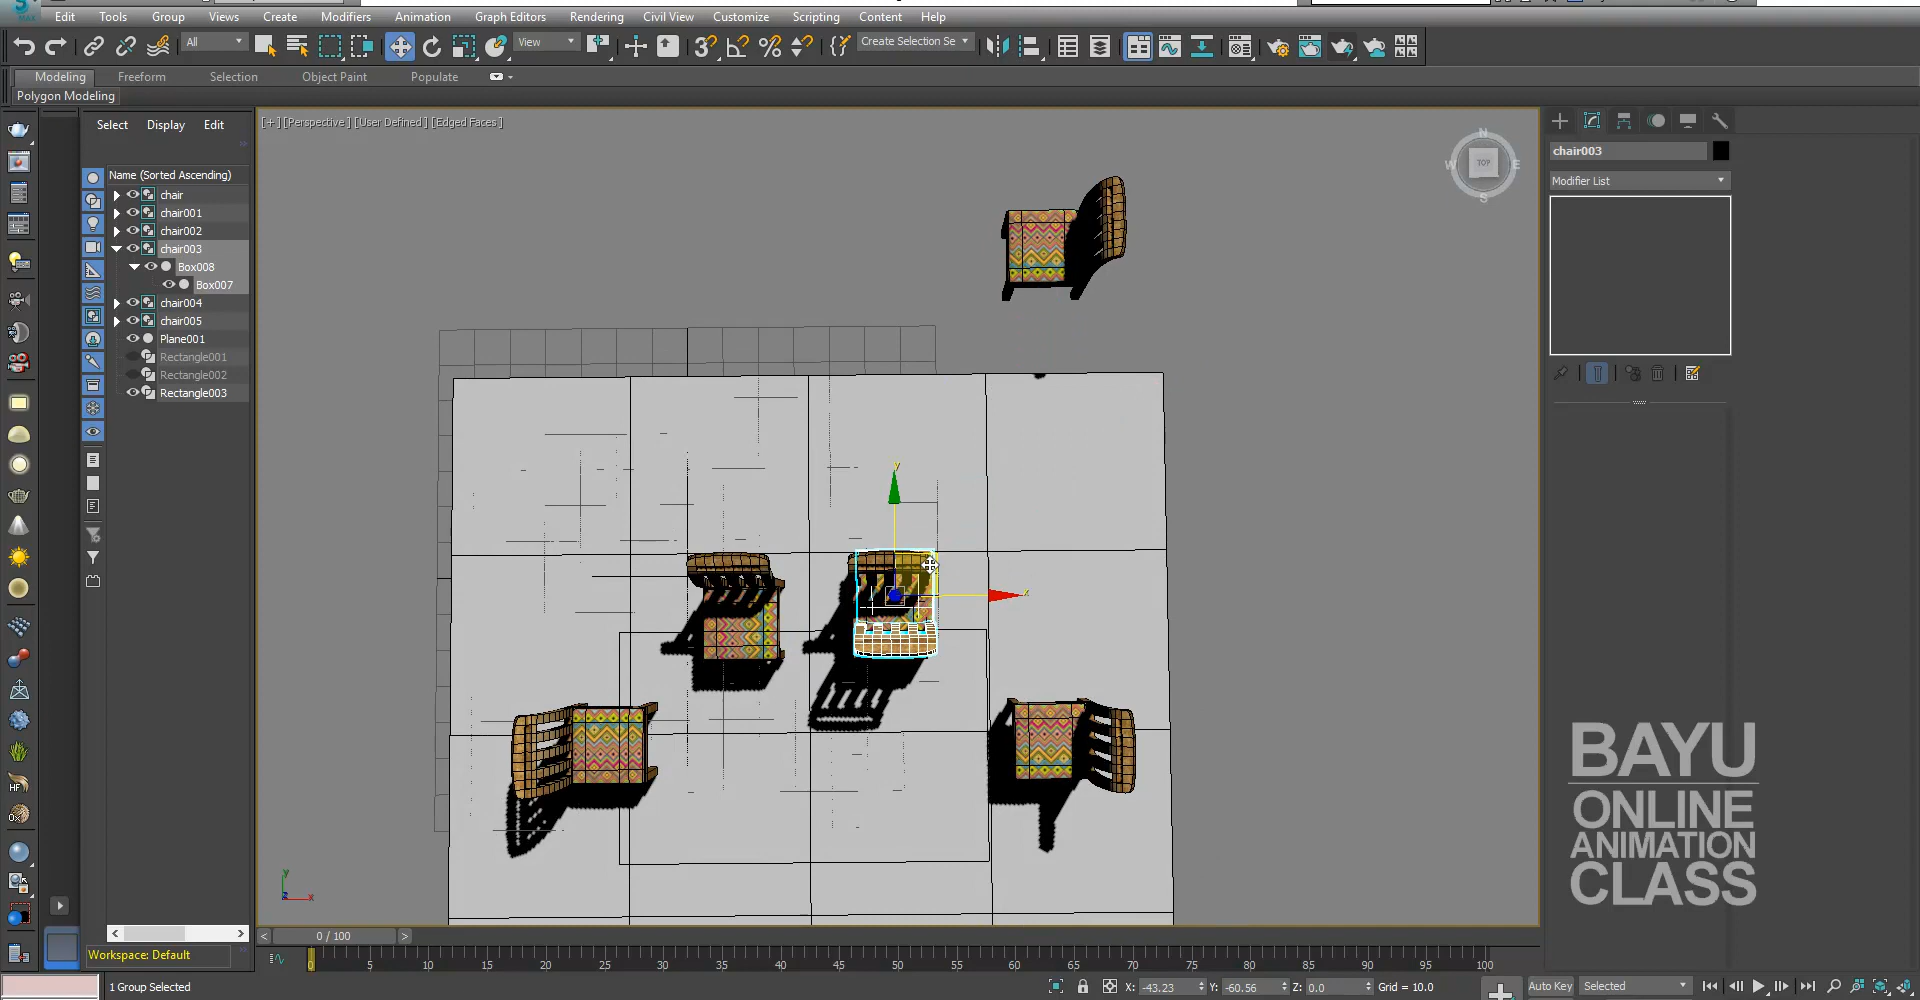 Edit Tools Group Views Create Modifiers Animation Graph Editors Rendering Civil View Customize Scripting Content Help
All View Create Selection Se
Modeling Freeform Selection Object Paint Populate
Polygon Modeling
Select Display Edit
Name (Sorted Ascending)
chair
chair001
chair002
chair003
Box008
Box007
chair004
chair005
Plane001
Rectangle001
Rectangle002
Rectangle003
Workspace: Default
[+] [Perspective] [User Defined] [Edged Faces]
N
W TOP E
S
y
x
y
x
chair003
Modifier List
BAYU
ONLINE
ANIMATION
CLASS
0 / 100
0 5 10 15 20 25 30 35 40 45 50 55 60 65 70 75 80 85 90 95 100
1 Group Selected
X: -43.23 Y: -60.56 Z: 0.0 Grid = 10.0 Auto Key Selected